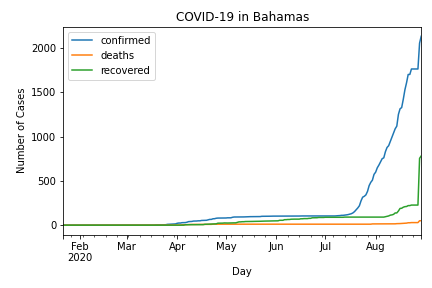 COVID-19 in Bahamas
confirmed
deaths
recovered
Number of Cases
2000
1500
1000
500
0
Feb Mar Apr May Jun Jul Aug
2020
Day